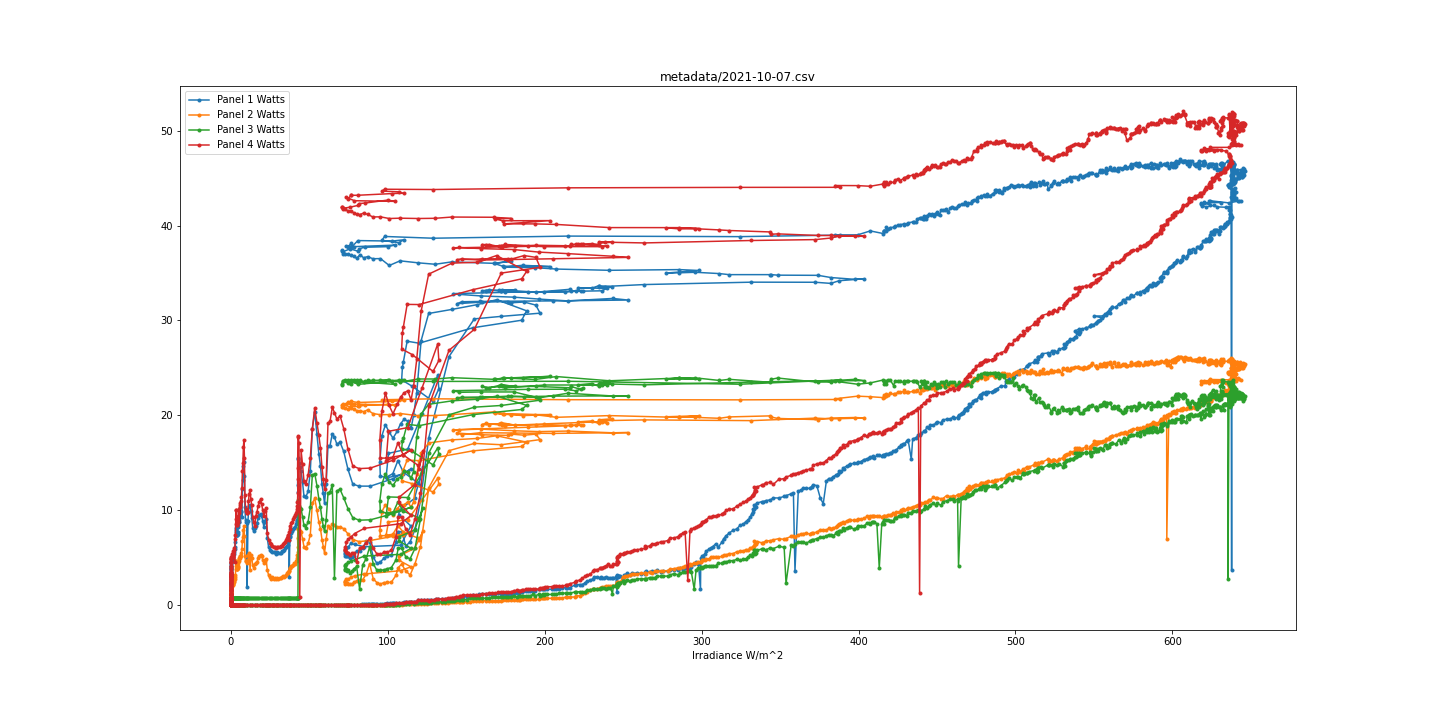 metadata/2021-10-07.csv
Panel 1 Watts
Panel 2 Watts
Panel 3 Watts
Panel 4 Watts
50
40
30
20
10
0
0 100 200 300 400 500 600
Irradiance W/m^2